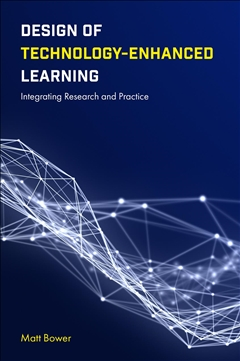 DESIGN OF
TECHNOLOGY-ENHANCED
LEARNING
Integrating Research and Practice
Matt Bower